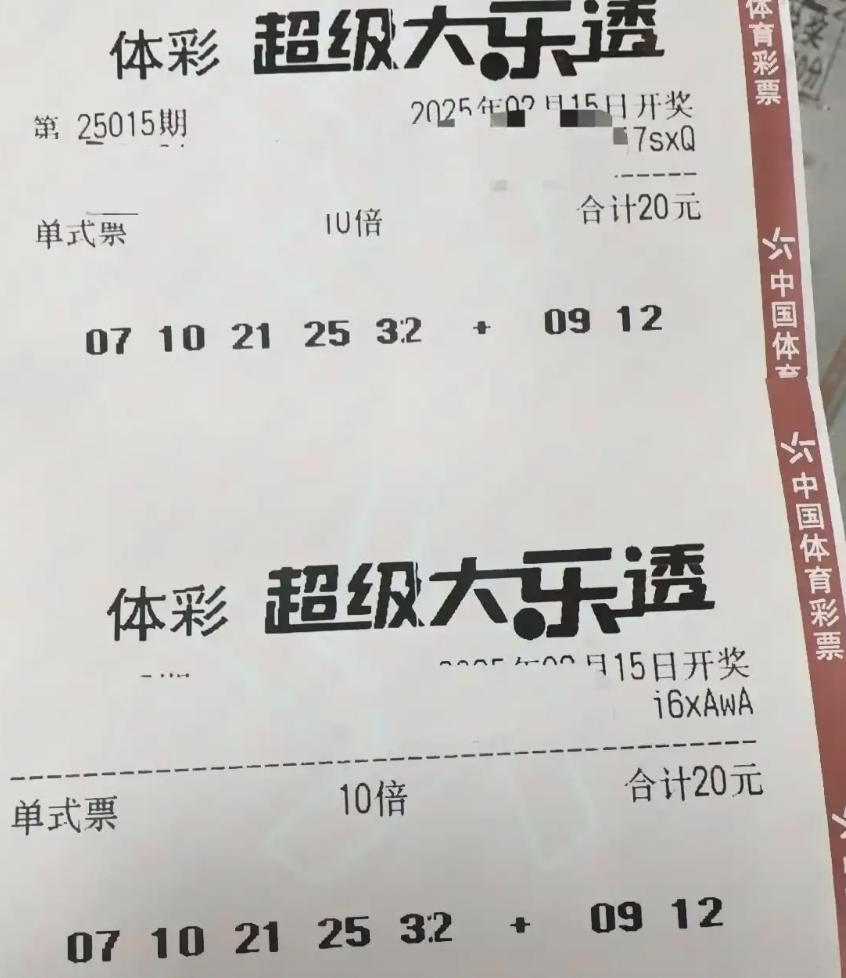 体彩 超级大乐透
第 25015期
2025年02月15日开奖
7sxQ
单式票 10倍 合计20元
07 10 21 25 32 + 09 12
体彩 超级大乐透
月15日开奖
i6xAwA
单式票 10倍 合计20元
07 10 21 25 32 + 09 12
体育彩票
中国体育
中国体育彩票